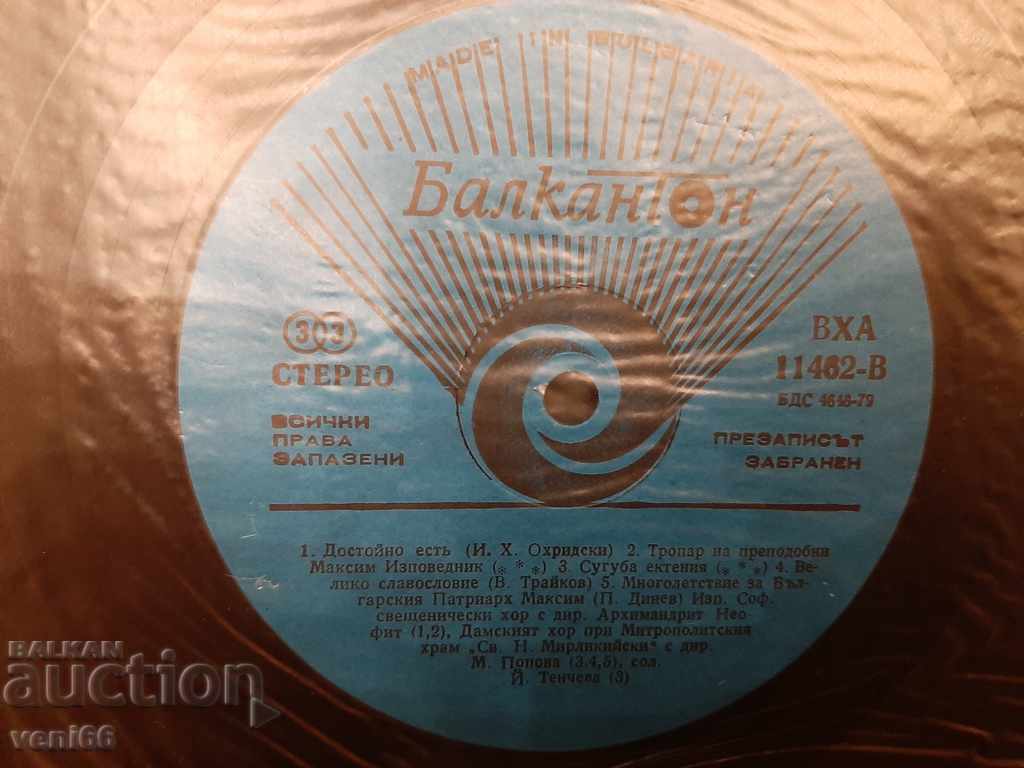 MADE IN BULGARIA
Балкантон
33
СТЕРЕО
ВСИЧКИ
ПРАВА
ЗАПАЗЕНИ
ВХА
11462-В
БДС 4648-79
ПРЕЗАПИСЪТ
ЗАБРАНЕН
1. Достойно есть (И. Х. Охридски) 2. Тропар на преподобни
Максим Изповедник (* * *) 3. Сугуба ектения (* * *) 4. Ве-
лико славословие (В. Трайков) 5. Многолетствие за Бъл-
гарския Патриарх Максим (П. Динев) Изп. Соф.
свещенически хор с дир. Архимандрит Нео-
фит (1,2), Дамският хор при Митрополитския
храм „Св. Н. Мирликийски" с дир.
М. Попова (3,4,5), сол.
Й. Тенчева (3)
BALKAN
auction
veni66